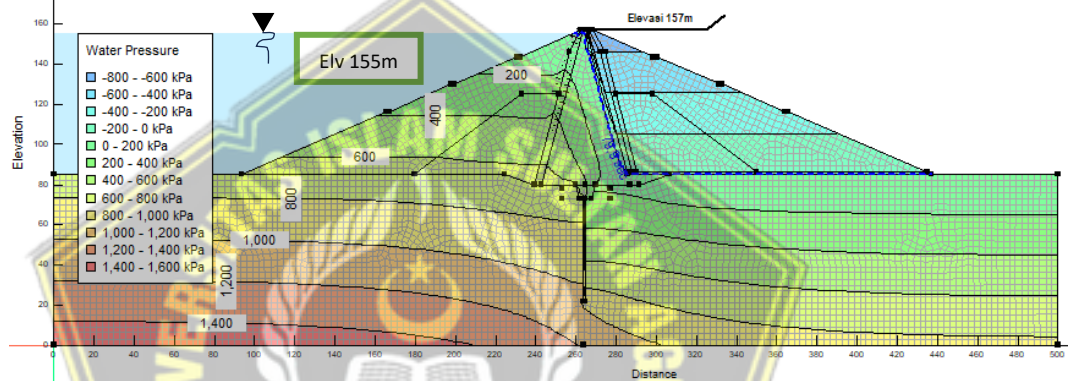 Elevasi 157m
Elv 155m
Water Pressure
-800 - -600 kPa
-600 - -400 kPa
-400 - -200 kPa
-200 - 0 kPa
0 - 200 kPa
200 - 400 kPa
400 - 600 kPa
600 - 800 kPa
800 - 1,000 kPa
1,000 - 1,200 kPa
1,200 - 1,400 kPa
1,400 - 1,600 kPa
200
400
600
800
1,000
1,200
1,400
Elevation
160
140
120
100
80
60
40
20
0
0 20 40 60 80 100 120 140 160 180 200 220 240 260 280 300 320 340 360 380 400 420 440 460 480 500
Distance